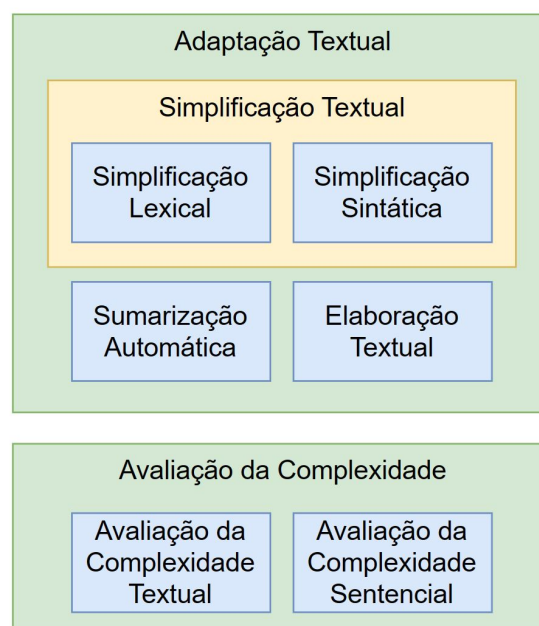 Adaptação Textual
Simplificação Textual
Simplificação
Lexical
Simplificação
Sintática
Sumarização
Automática
Elaboração
Textual
Avaliação da Complexidade
Avaliação da
Complexidade
Textual
Avaliação da
Complexidade
Sentencial